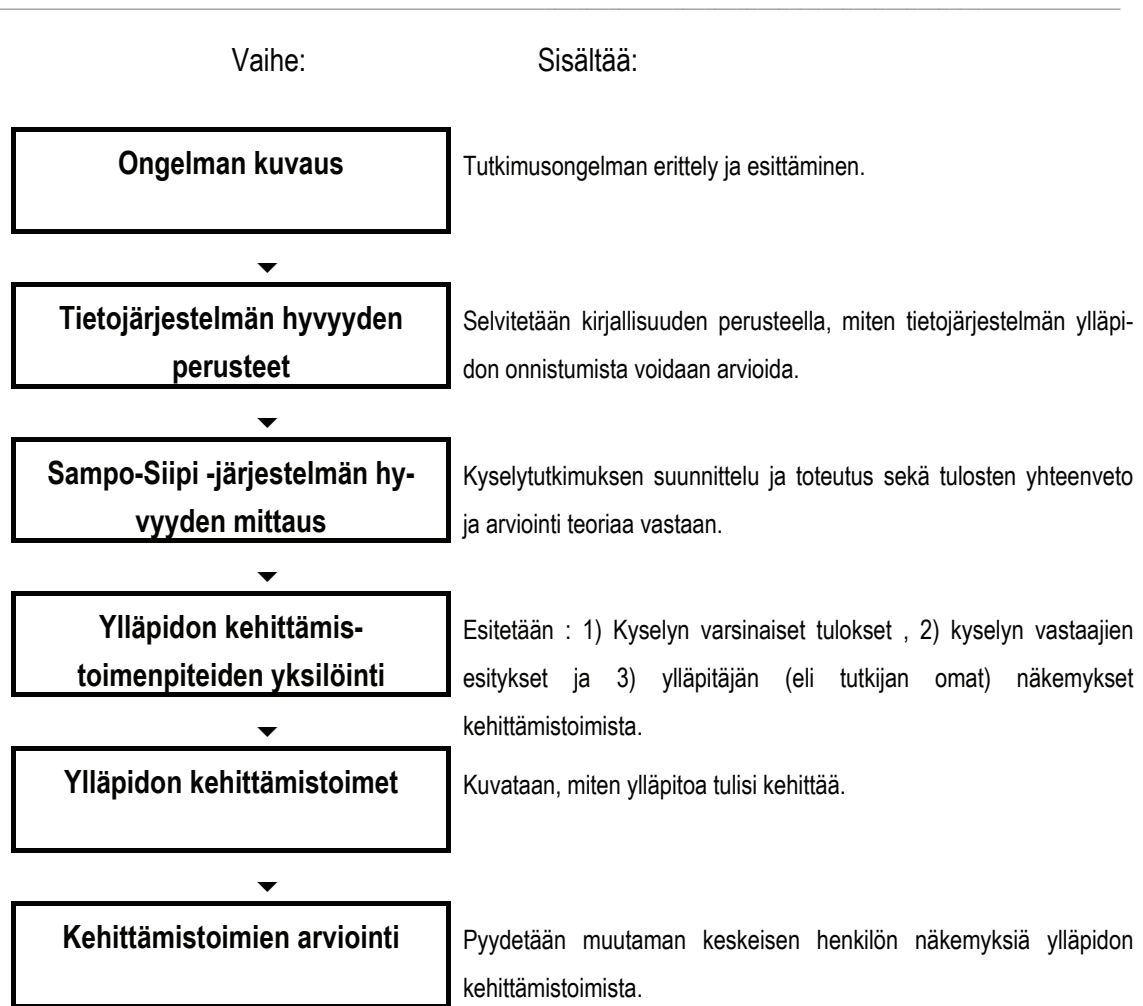 Vaihe: Sisältää:
Ongelman kuvaus
Tutkimusongelman erittely ja esittäminen.
Tietojärjestelmän hyvyyden
perusteet
Selvitetään kirjallisuuden perusteella, miten tietojärjestelmän ylläpi-
don onnistumista voidaan arvioida.
Sampo-Siipi -järjestelmän hy-
vyyden mittaus
Kyselytutkimuksen suunnittelu ja toteutus sekä tulosten yhteenveto
ja arviointi teoriaa vastaan.
Ylläpidon kehittämis-
toimenpiteiden yksilöinti
Esitetään : 1) Kyselyn varsinaiset tulokset , 2) kyselyn vastaajien
esitykset ja 3) ylläpitäjän (eli tutkijan omat) näkemykset
kehittämistoimista.
Ylläpidon kehittämistoimet
Kuvataan, miten ylläpitoa tulisi kehittää.
Kehittämistoimien arviointi
Pyydetään muutaman keskeisen henkilön näkemyksiä ylläpidon
kehittämistoimista.